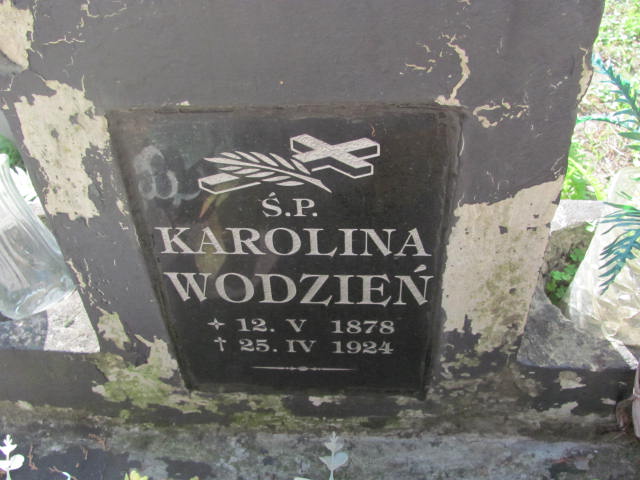 Ś.P.
KAROLINA
WODZIEŃ
✦ 12. V 1878
† 25. IV 1924